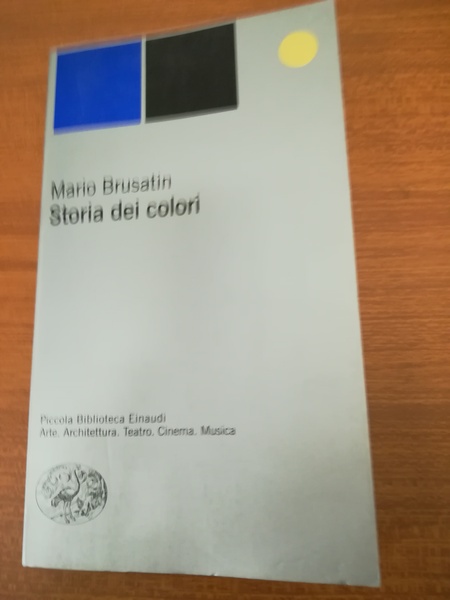 Mario Brusatin
Storia dei colori
Piccola Biblioteca Einaudi
Arte. Architettura. Teatro. Cinema. Musica